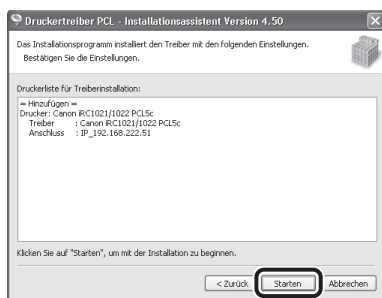 Druckertreiber PCL - Installationsassistent Version 4.50
Das Installationsprogramm installiert den Treiber mit den folgenden Einstellungen.
Bestätigen Sie die Einstellungen.
Druckerliste für Treiberinstallation:
= Hinzufügen =
Drucker: Canon iRC1021/1022 PCL5c
Treiber : Canon iRC1021/1022 PCL5c
Anschluss : IP_192.168.222.51
Klicken Sie auf "Starten", um mit der Installation zu beginnen.
< Zurück Starten Abbrechen